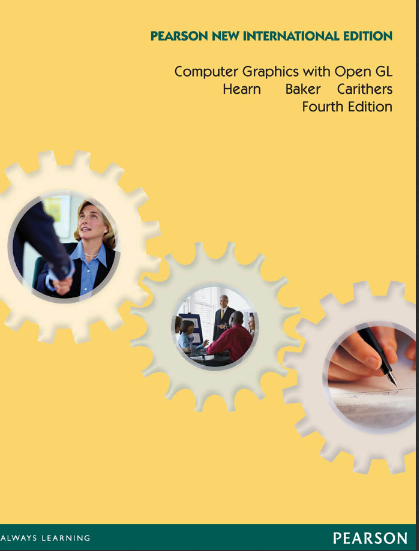 PEARSON NEW INTERNATIONAL EDITION
Computer Graphics with Open GL
Hearn Baker Carithers
Fourth Edition
ALWAYS LEARNING
PEARSON